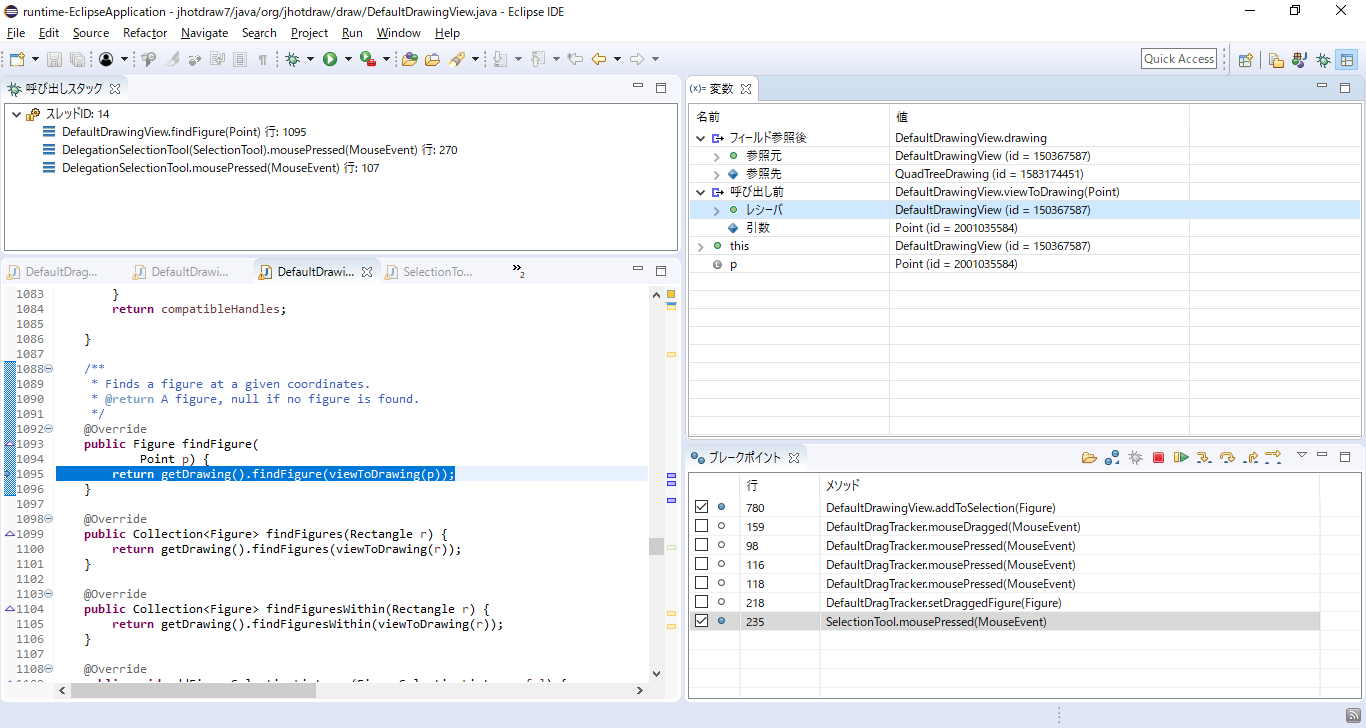 runtime-EclipseApplication - jhotdraw7/java/org/jhotdraw/draw/DefaultDrawingView.java - Eclipse IDE
File Edit Source Refactor Navigate Search Project Run Window Help
Quick Access
呼び出しスタック
スレッドID: 14
DefaultDrawingView.findFigure(Point) 行: 1095
DelegationSelectionTool(SelectionTool).mousePressed(MouseEvent) 行: 270
DelegationSelectionTool.mousePressed(MouseEvent) 行: 107
DefaultDrag... DefaultDrawi... DefaultDrawi... SelectionTo... »2
1083 }
1084 return compatibleHandles;
1085
1086 }
1087
1088 /**
1089 * Finds a figure at a given coordinates.
1090 * @return A figure, null if no figure is found.
1091 */
1092 @Override
1093 public Figure findFigure(
1094 Point p) {
1095 return getDrawing().findFigure(viewToDrawing(p));
1096 }
1097
1098 @Override
1099 public Collection<Figure> findFigures(Rectangle r) {
1100 return getDrawing().findFigures(viewToDrawing(r));
1101 }
1102
1103 @Override
1104 public Collection<Figure> findFiguresWithin(Rectangle r) {
1105 return getDrawing().findFiguresWithin(viewToDrawing(r));
1106 }
1107
1108 @Override
(x)= 変数
名前 値
フィールド参照後 DefaultDrawingView.drawing
参照元 DefaultDrawingView (id = 150367587)
参照先 QuadTreeDrawing (id = 1583174451)
呼び出し前 DefaultDrawingView.viewToDrawing(Point)
レシーバ DefaultDrawingView (id = 150367587)
引数 Point (id = 2001035584)
this DefaultDrawingView (id = 150367587)
p Point (id = 2001035584)
ブレークポイント
行 メソッド
780 DefaultDrawingView.addToSelection(Figure)
159 DefaultDragTracker.mouseDragged(MouseEvent)
98 DefaultDragTracker.mousePressed(MouseEvent)
116 DefaultDragTracker.mousePressed(MouseEvent)
118 DefaultDragTracker.mousePressed(MouseEvent)
218 DefaultDragTracker.setDraggedFigure(Figure)
235 SelectionTool.mousePressed(MouseEvent)